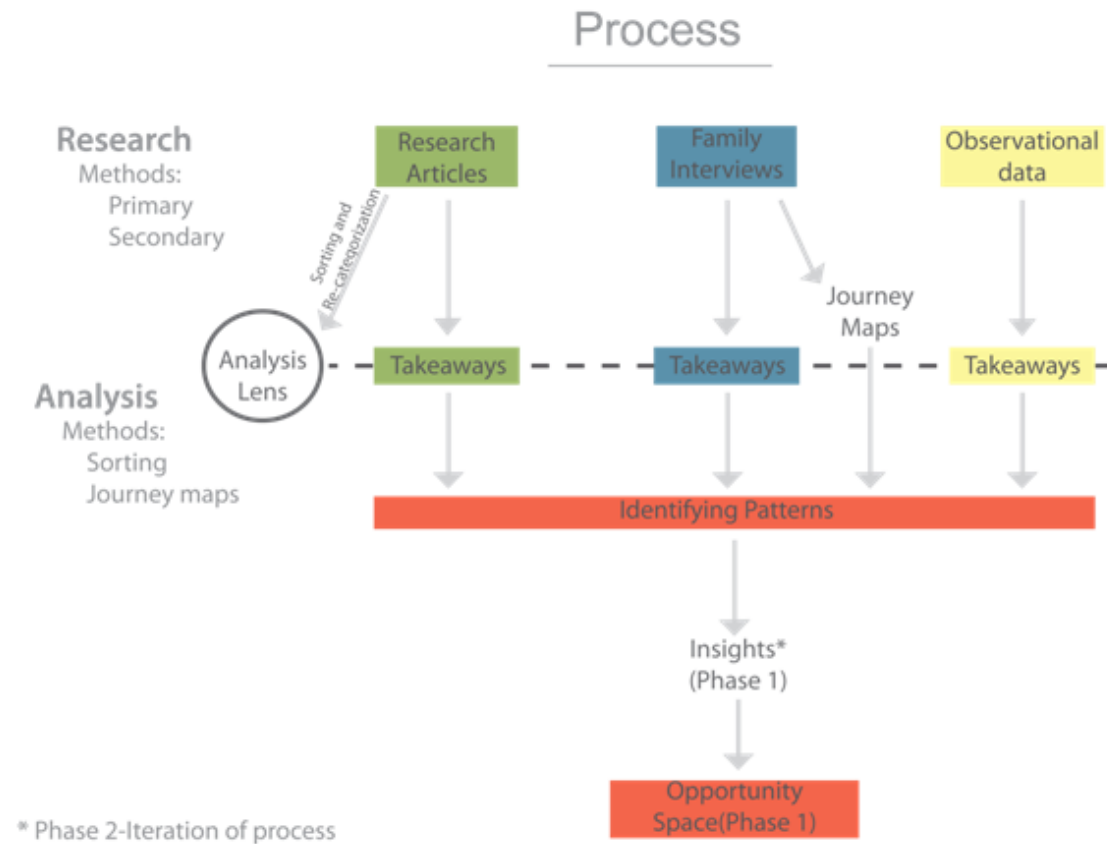 Process
Research
Methods:
Primary
Secondary
Research
Articles
Family
Interviews
Observational
data
Sorting and
Re-categorization
Journey
Maps
Analysis
Lens
Takeaways
Takeaways
Takeaways
Analysis
Methods:
Sorting
Journey maps
Identifying Patterns
Insights*
(Phase 1)
Opportunity
Space(Phase 1)
* Phase 2-Iteration of process